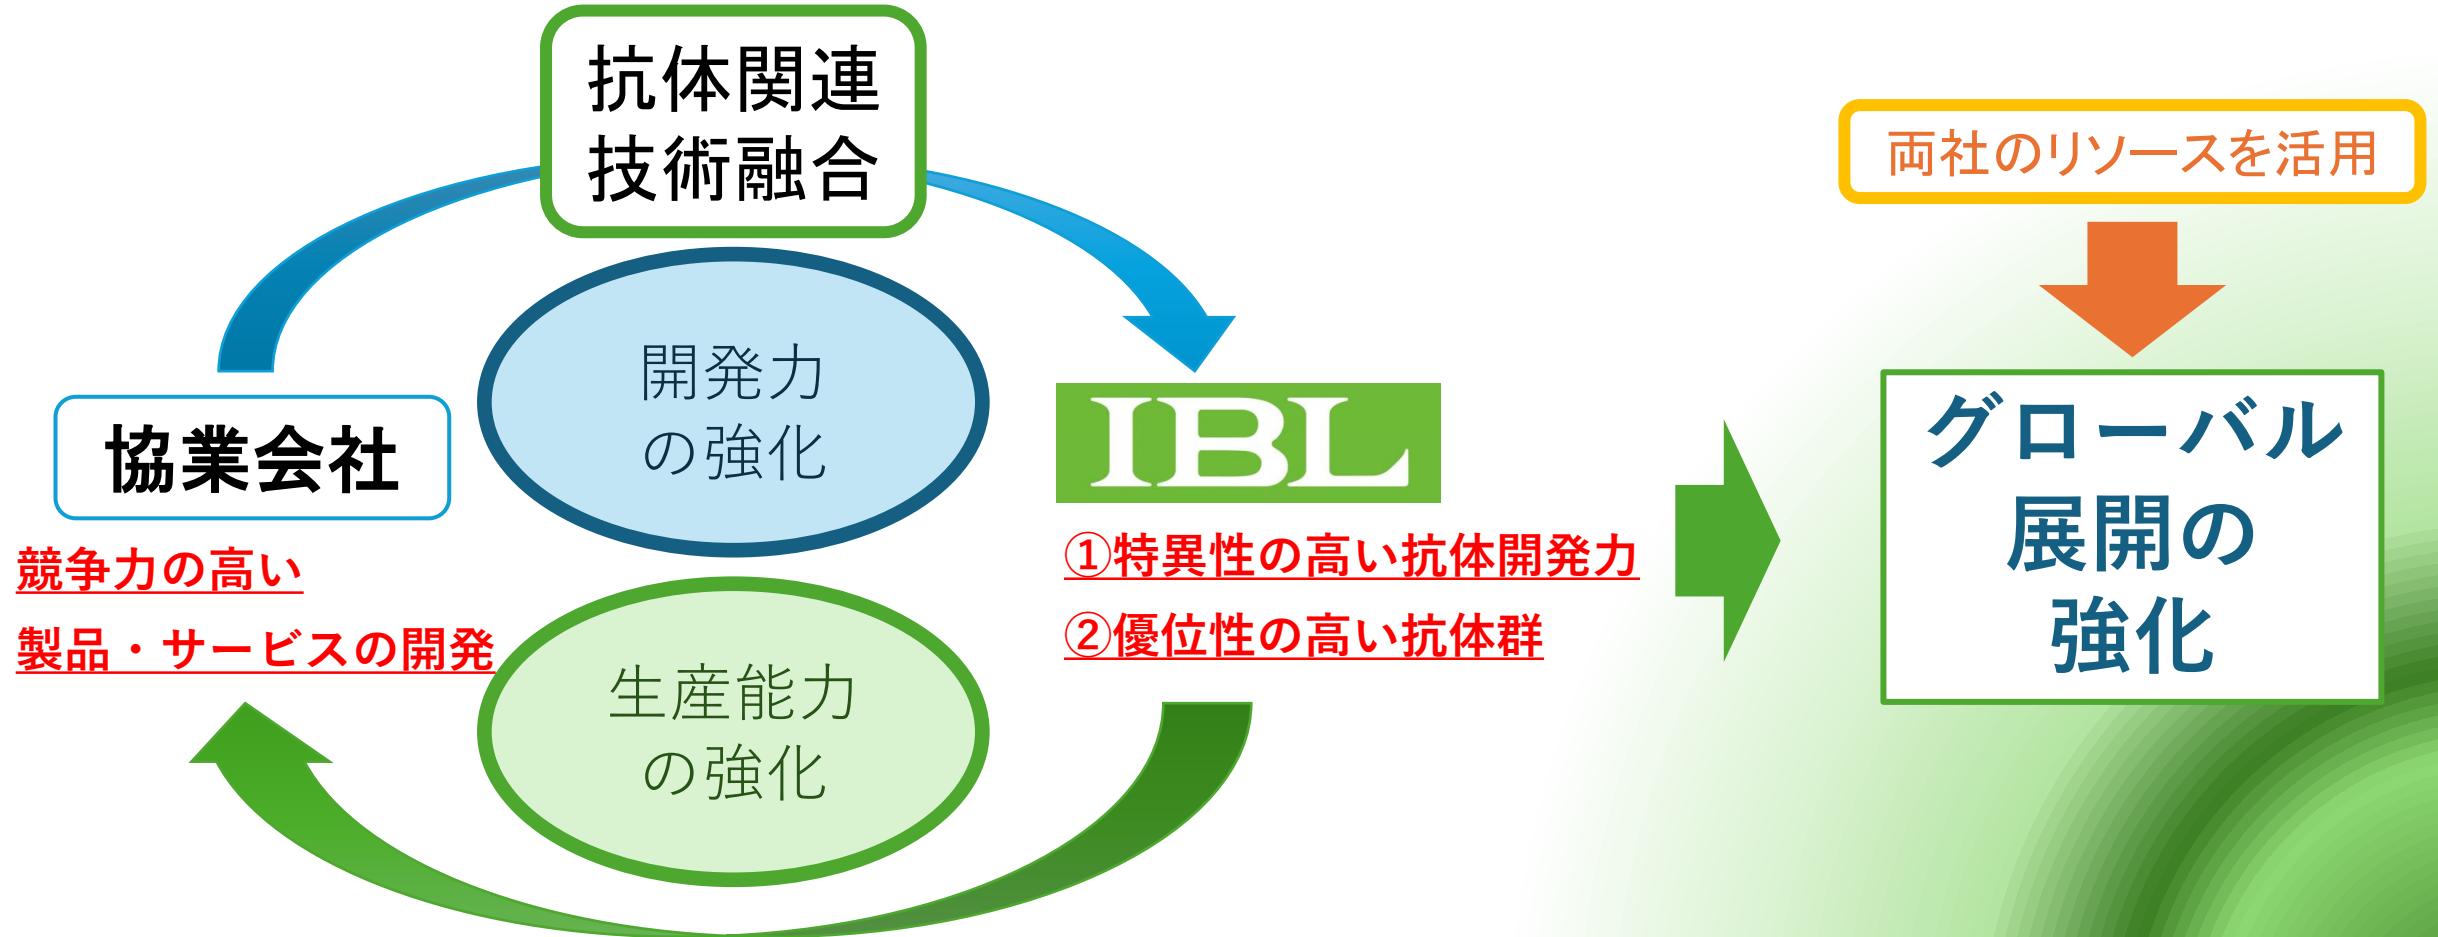 抗体関連
技術融合
開発力
の強化
協業会社
競争力の高い
製品・サービスの開発
IBL
①特異性の高い抗体開発力
②優位性の高い抗体群
生産能力
の強化
両社のリソースを活用
グローバル
展開の
強化